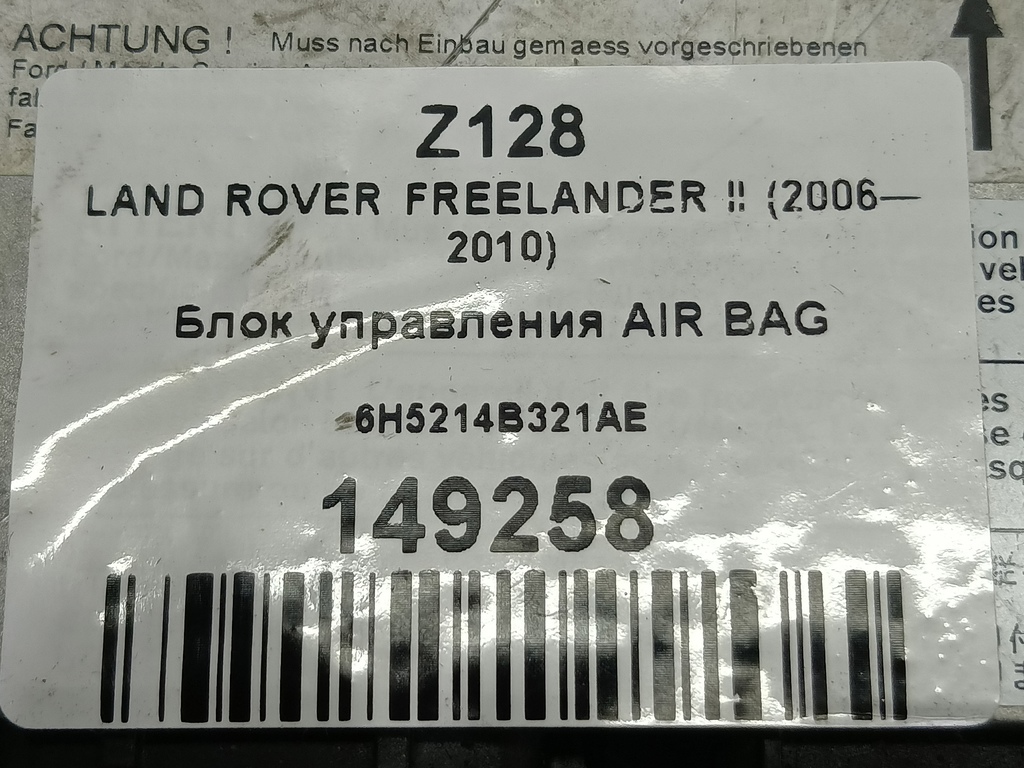 ACHTUNG ! Muss nach Einbau gemaess vorgeschriebenen
Z128
LAND ROVER FREELANDER II (2006—
2010)
Блок управления AIR BAG
6H5214B321AE
149258